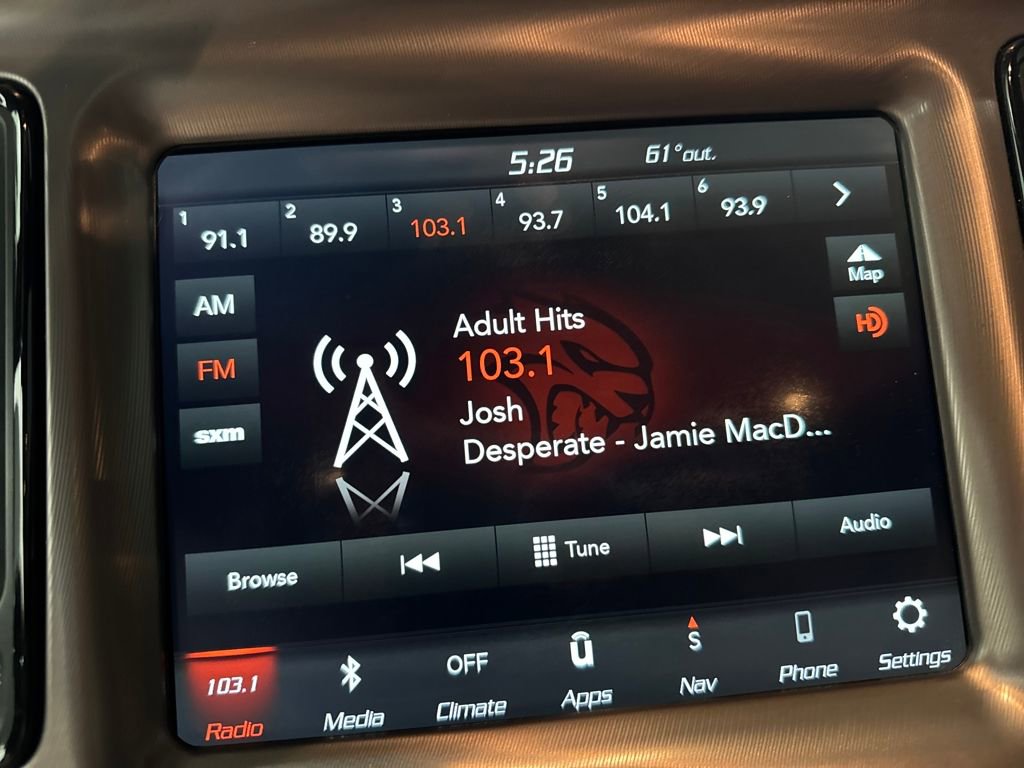 5:26 61°out.
1 91.1 2 89.9 3 103.1 4 93.7 5 104.1 6 93.9
Map
AM
HD
Adult Hits
FM
103.1
Josh
sxm
Desperate - Jamie MacD...
Browse Tune Audio
103.1 OFF S
Radio Media Climate Apps Nav Phone Settings